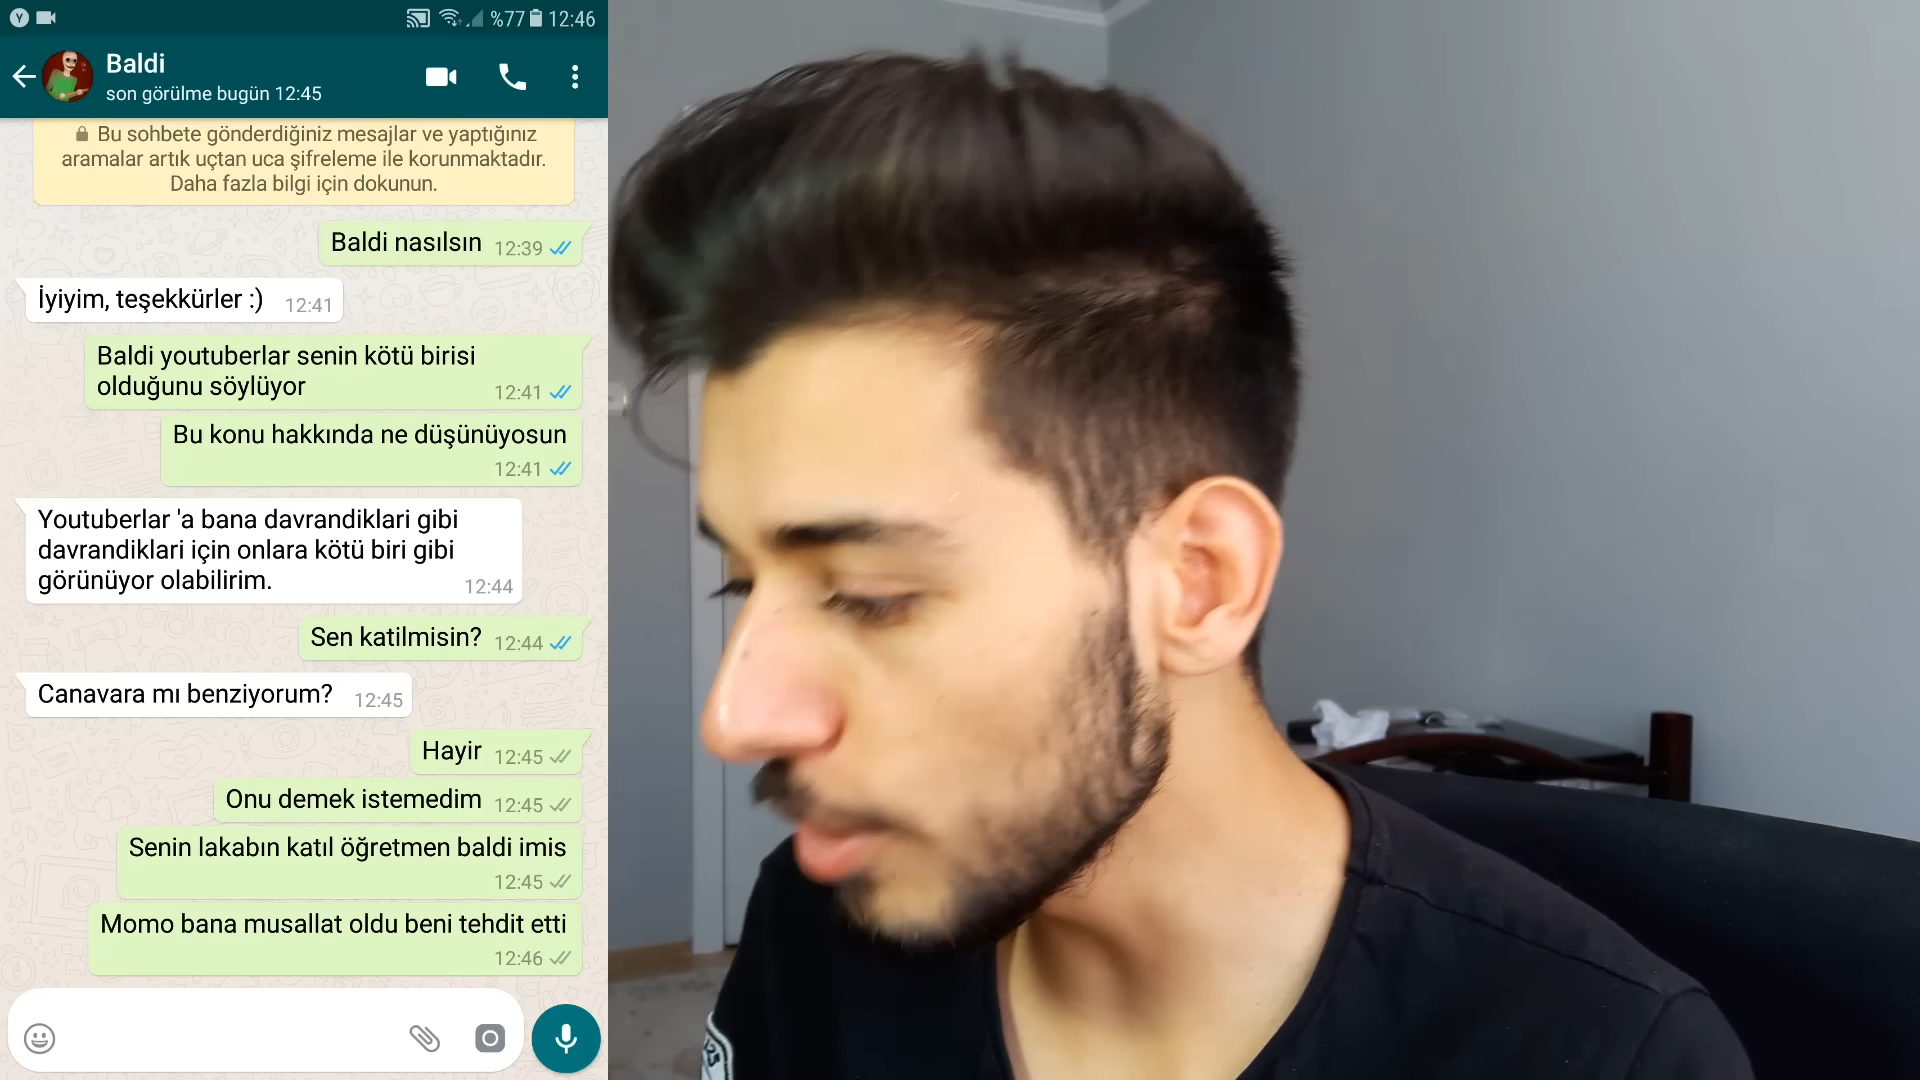 %77 12:46
Baldi
son görülme bugün 12:45
Bu sohbete gönderdiğiniz mesajlar ve yaptığınız
aramalar artık uçtan uca şifreleme ile korunmaktadır.
Daha fazla bilgi için dokunun.
Baldi nasılsın 12:39
İyiyim, teşekkürler :) 12:41
Baldi youtuberlar senin kötü birisi
olduğunu söylüyor 12:41
Bu konu hakkında ne düşünüyosun
12:41
Youtuberlar 'a bana davrandiklari gibi
davrandiklari için onlara kötü biri gibi
görünüyor olabilirim. 12:44
Sen katilmisin? 12:44
Canavara mı benziyorum? 12:45
Hayir 12:45
Onu demek istemedim 12:45
Senin lakabın katıl öğretmen baldi imis
12:45
Momo bana musallat oldu beni tehdit etti
12:46